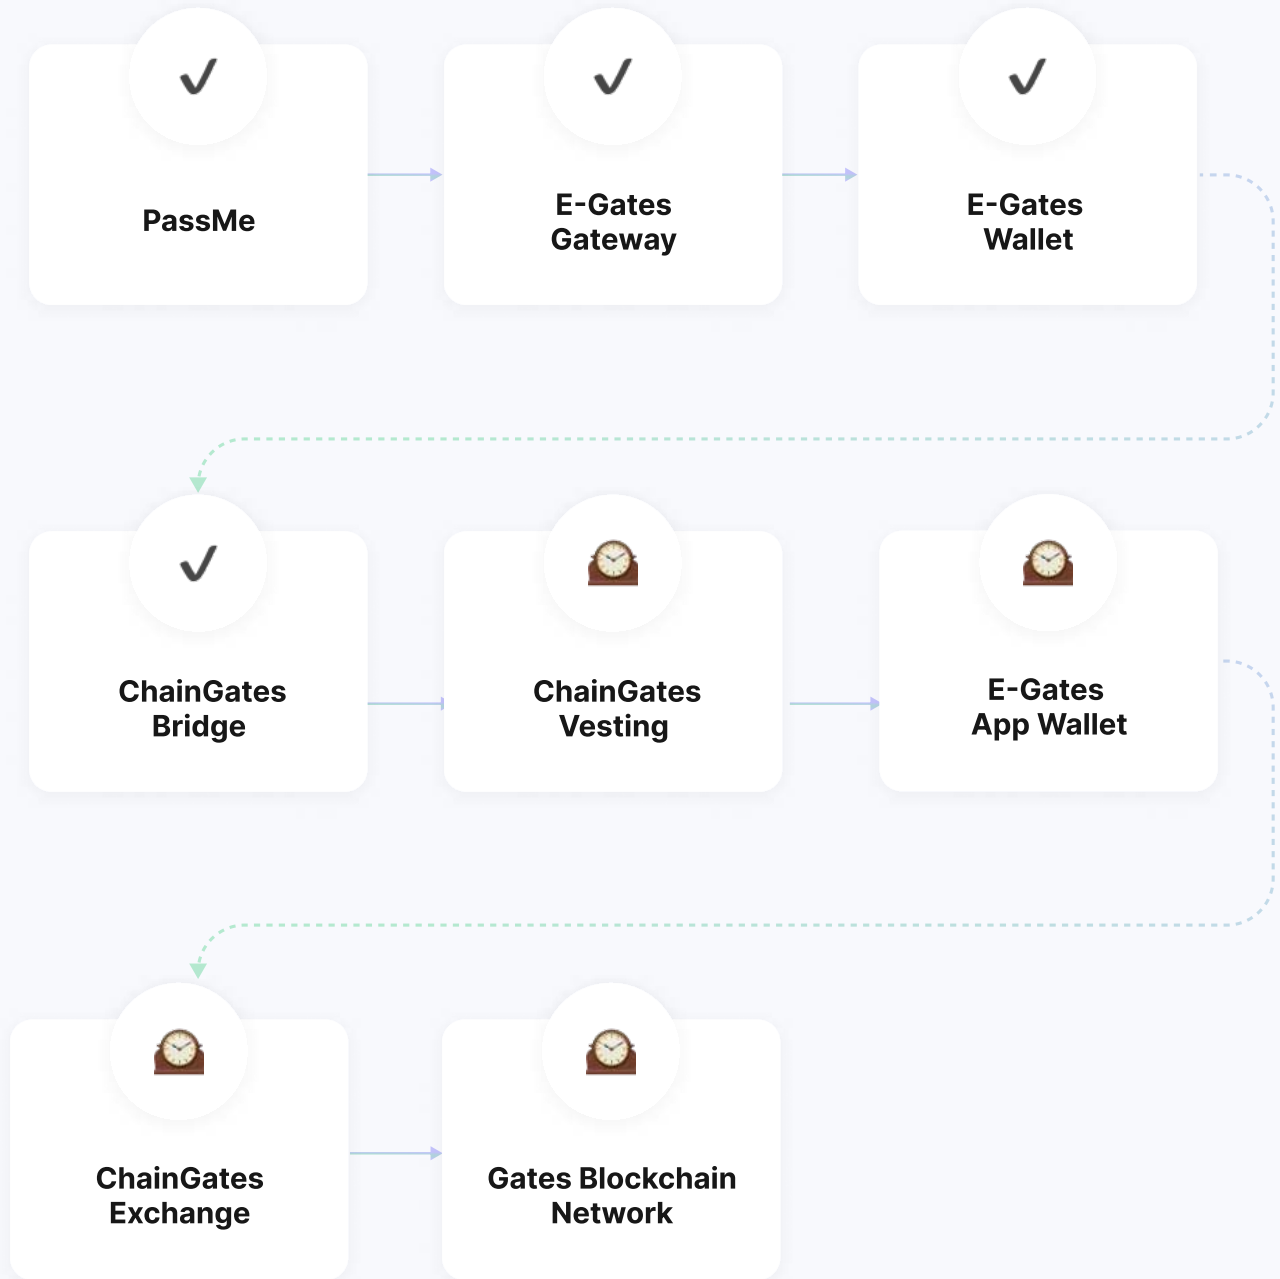 PassMe
E-Gates
Gateway
E-Gates
Wallet
ChainGates
Bridge
ChainGates
Vesting
E-Gates
App Wallet
ChainGates
Exchange
Gates Blockchain
Network